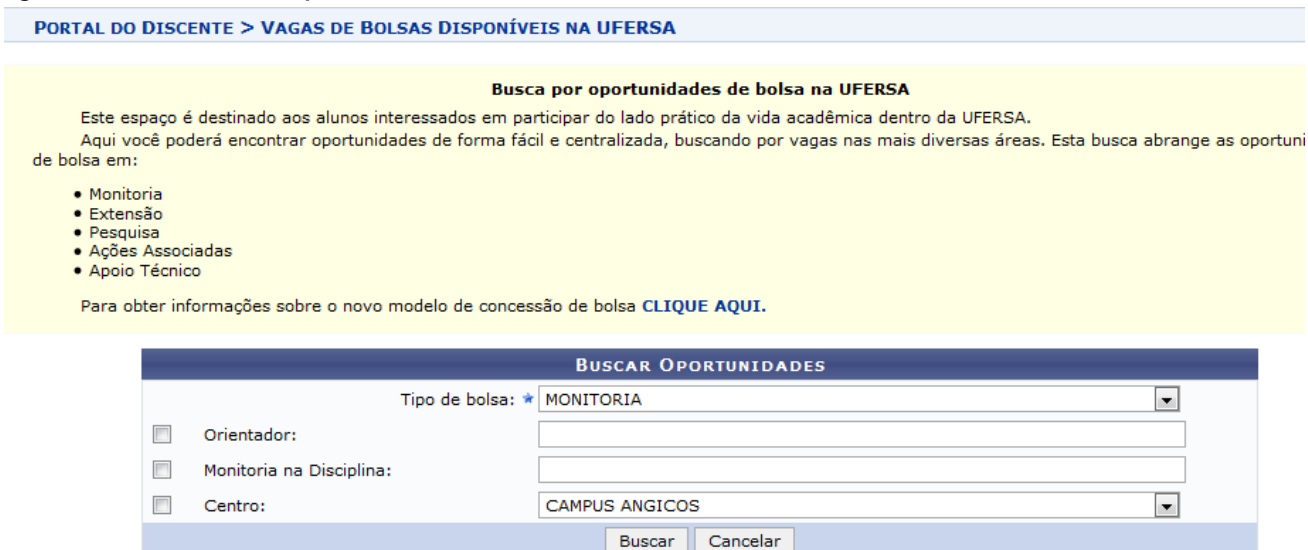 PORTAL DO DISCENTE > VAGAS DE BOLSAS DISPONÍVEIS NA UFERSA
Busca por oportunidades de bolsa na UFERSA
Este espaço é destinado aos alunos interessados em participar do lado prático da vida acadêmica dentro da UFERSA.
Aqui você poderá encontrar oportunidades de forma fácil e centralizada, buscando por vagas nas mais diversas áreas. Esta busca abrange as oportuni
de bolsa em:
• Monitoria
• Extensão
• Pesquisa
• Ações Associadas
• Apoio Técnico
Para obter informações sobre o novo modelo de concessão de bolsa CLIQUE AQUI.
BUSCAR OPORTUNIDADES
Tipo de bolsa: MONITORIA
Orientador:
Monitoria na Disciplina:
Centro: CAMPUS ANGICOS
Buscar Cancelar